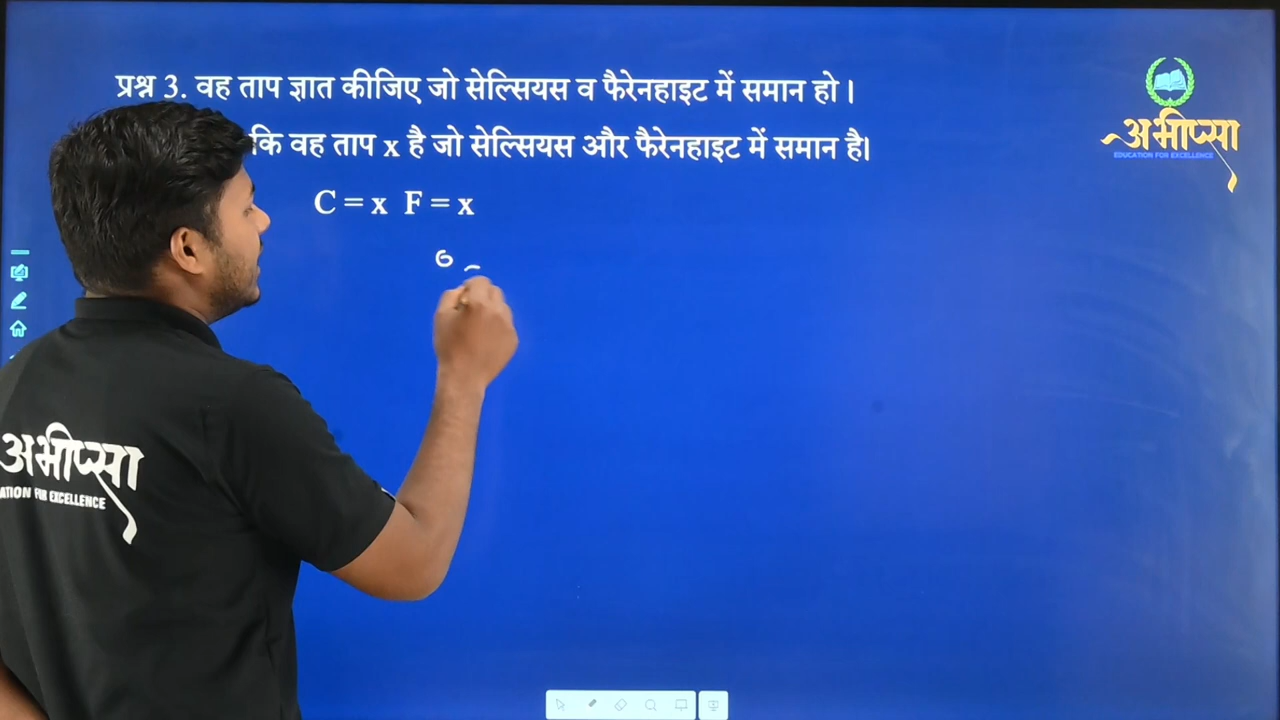 प्रश्न 3. वह ताप ज्ञात कीजिए जो सेल्सियस व फैरेनहाइट में समान हो ।
कि वह ताप x है जो सेल्सियस और फैरेनहाइट में समान है।
C = x F = x
अभीप्सा
EDUCATION FOR EXCELLENCE
अभीप्सा
ATION FOR EXCELLENCE